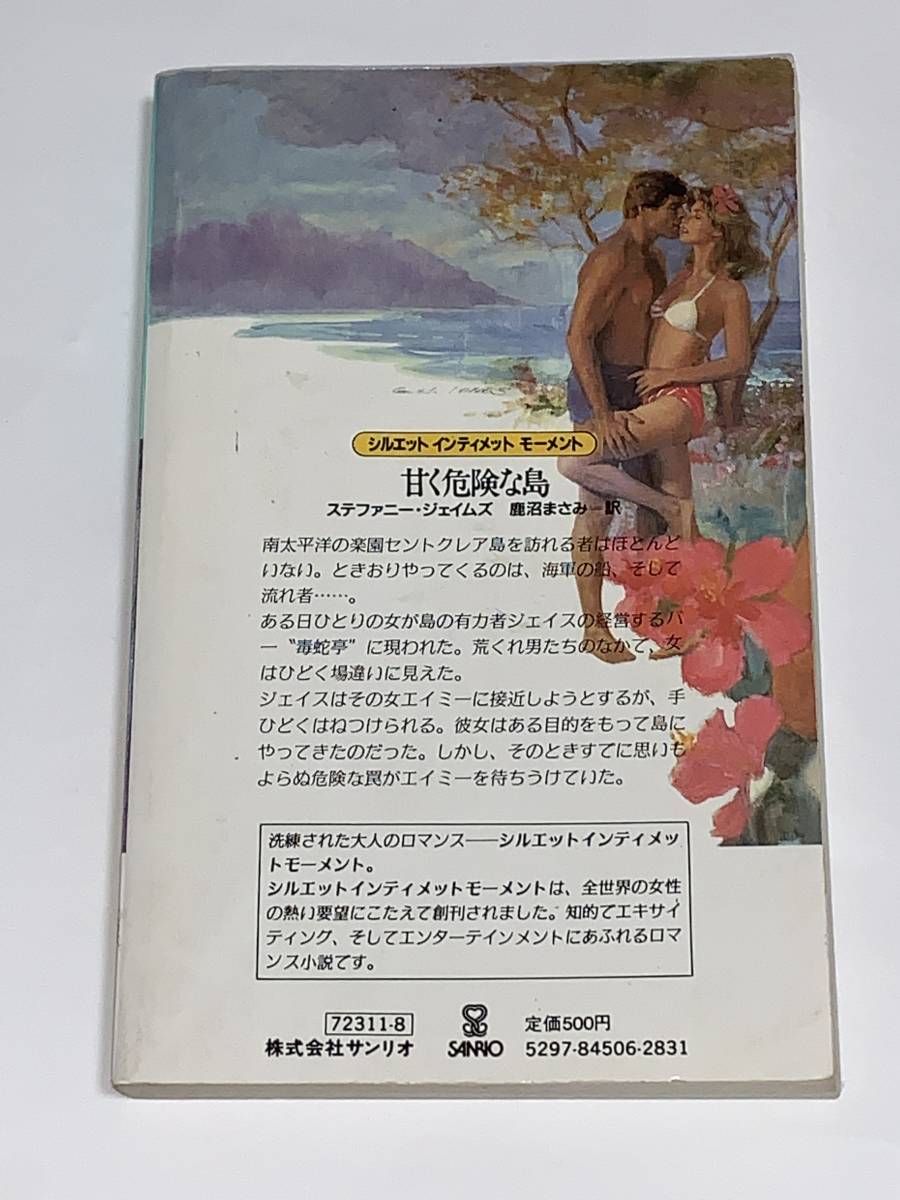 シルエット インティメット モーメント
甘く危険な島
ステファニー・ジェイムズ 鹿沼まさみ=訳
南太平洋の楽園セントクレア島を訪れる者はほとんど
いない。ときおりやってくるのは、海軍の船、そして
流れ者……。
ある日ひとりの女が島の有力者ジェイスの経営するバ
ー“毒蛇亭”に現われた。荒くれ男たちのなかで、女
はひどく場違いに見えた。
ジェイスはその女エイミーに接近しようとするが、手
ひどくはねつけられる。彼女はある目的をもって島に
やってきたのだった。しかし、そのときすでに思いも
よらぬ危険な罠がエイミーを待ちうけていた。
洗練された大人のロマンス――シルエットインティメッ
トモーメント。
シルエットインティメットモーメントは、全世界の女性
の熱い要望にこたえて創刊されました。知的でエキサイ
ティング、そしてエンターテインメントにあふれるロマ
ンス小説です。
72311-8 定価500円
株式会社サンリオ SANRIO 5297-84506-2831